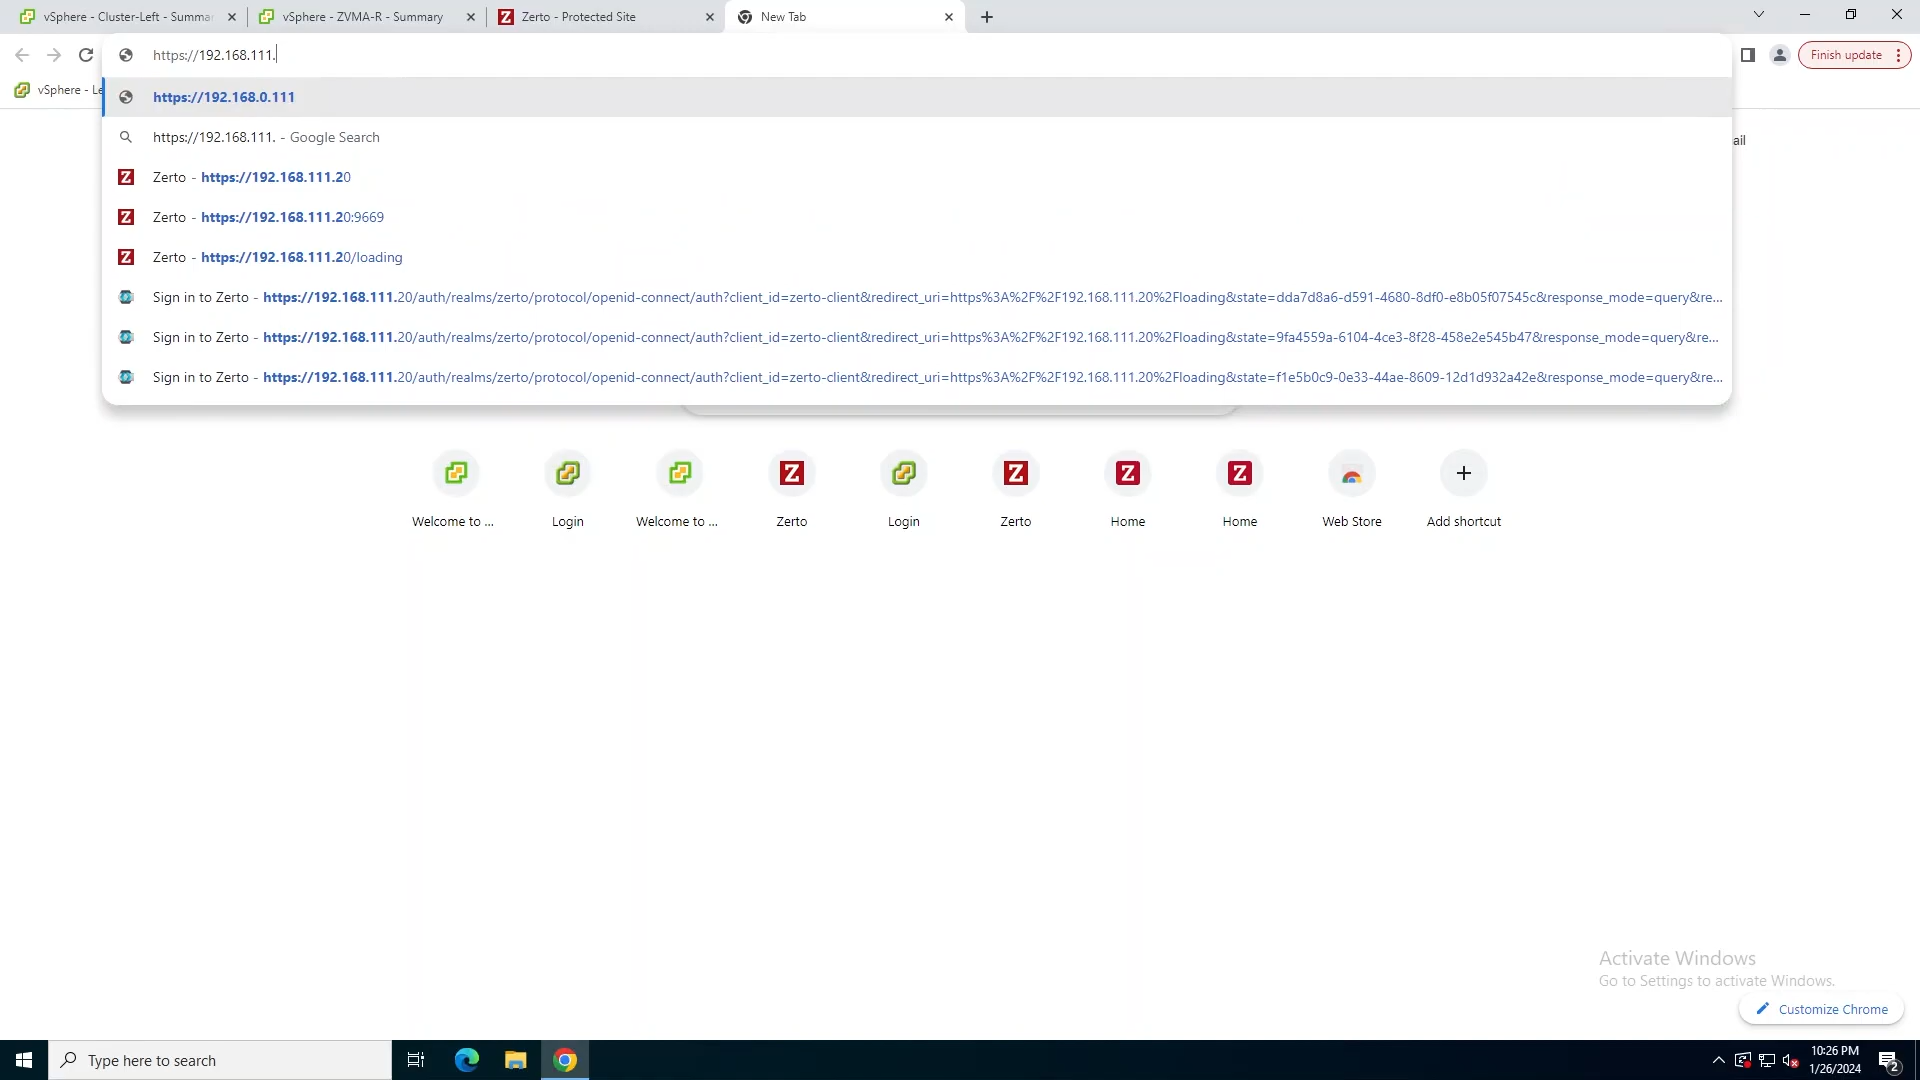 vSphere - Cluster-Left - Summar
vSphere - ZVMA-R - Summary
Zerto - Protected Site
New Tab
https://192.168.111.
Finish update
vSphere - Le
https://192.168.0.111
https://192.168.111. - Google Search
ail
Zerto - https://192.168.111.20
Zerto - https://192.168.111.20:9669
Zerto - https://192.168.111.20/loading
Sign in to Zerto - https://192.168.111.20/auth/realms/zerto/protocol/openid-connect/auth?client_id=zerto-client&redirect_uri=https%3A%2F%2F192.168.111.20%2Floading&state=dda7d8a6-d591-4680-8df0-e8b05f07545c&response_mode=query&re...
Sign in to Zerto - https://192.168.111.20/auth/realms/zerto/protocol/openid-connect/auth?client_id=zerto-client&redirect_uri=https%3A%2F%2F192.168.111.20%2Floading&state=9fa4559a-6104-4ce3-8f28-458e2e545b47&response_mode=query&re...
Sign in to Zerto - https://192.168.111.20/auth/realms/zerto/protocol/openid-connect/auth?client_id=zerto-client&redirect_uri=https%3A%2F%2F192.168.111.20%2Floading&state=f1e5b0c9-0e33-44ae-8609-12d1d932a42e&response_mode=query&re...
Welcome to ...
Login
Welcome to ...
Zerto
Login
Zerto
Home
Home
Web Store
Add shortcut
Activate Windows
Go to Settings to activate Windows.
Customize Chrome
Type here to search
10:26 PM
1/26/2024
2